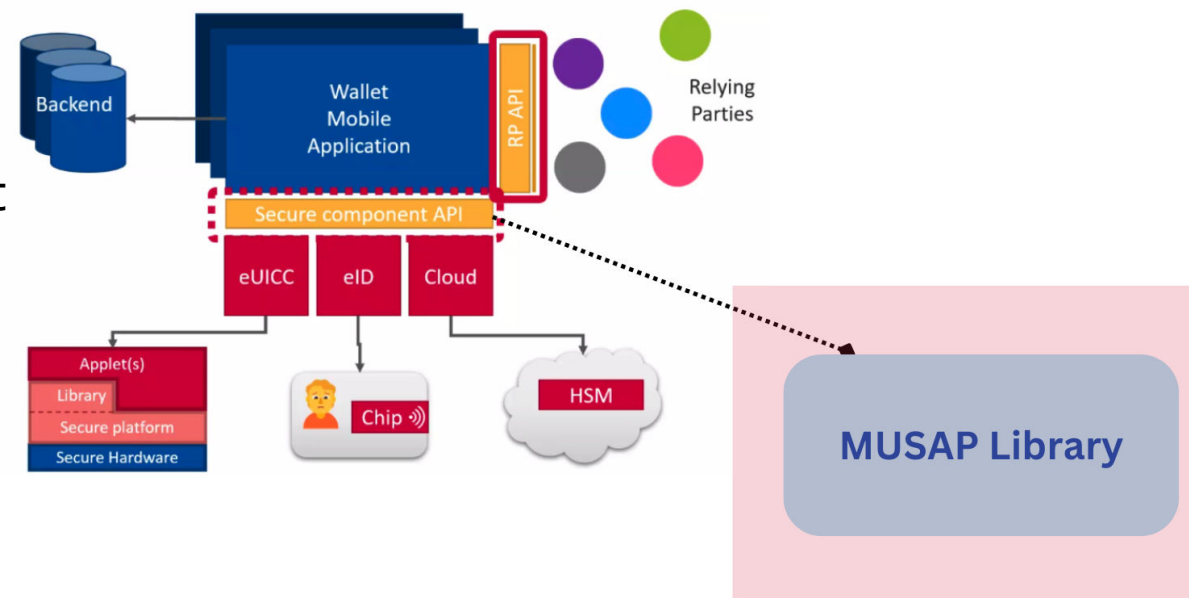 Backend
Wallet
Mobile
Application
RP API
Relying
Parties
t
Secure component API
eUICC
eID
Cloud
Applet(s)
Library
Secure platform
Secure Hardware
Chip
HSM
MUSAP Library